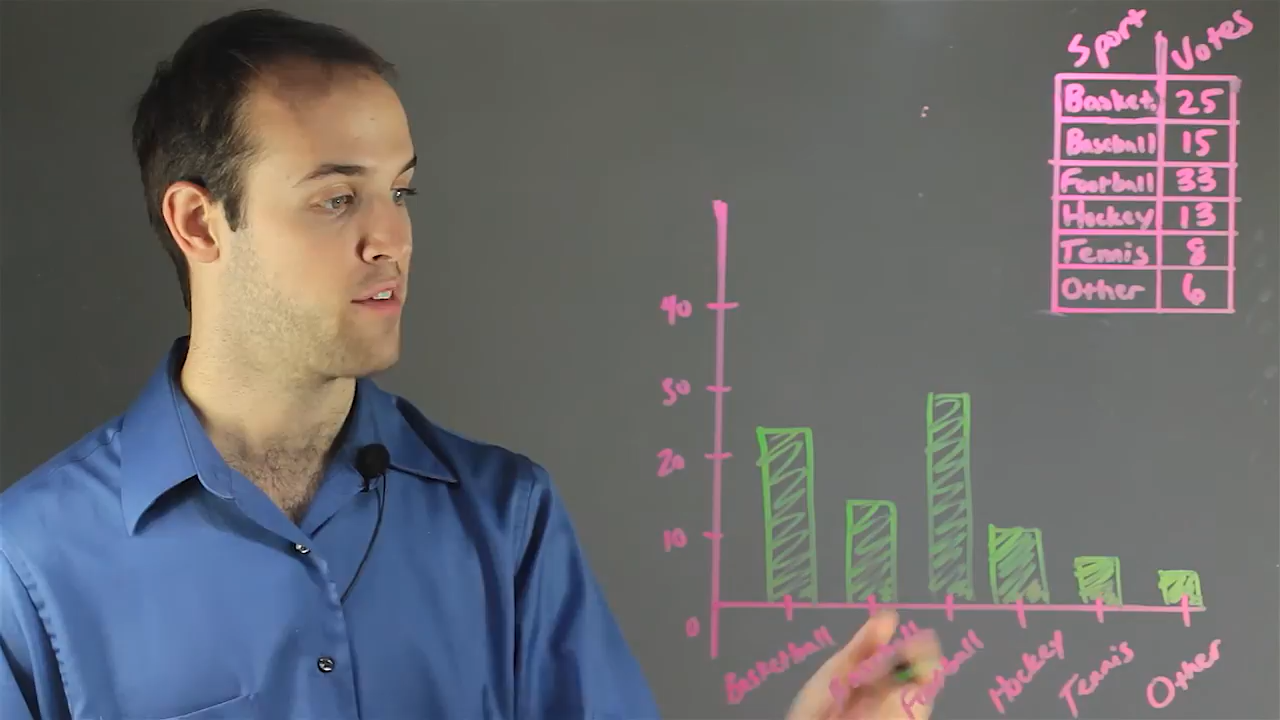 Sport Votes
Basket. 25
Baseball 15
Football 33
Hockey 13
Tennis 8
Other 6
40
30
20
10
0
Basketball Baseball Football Hockey Tennis Other